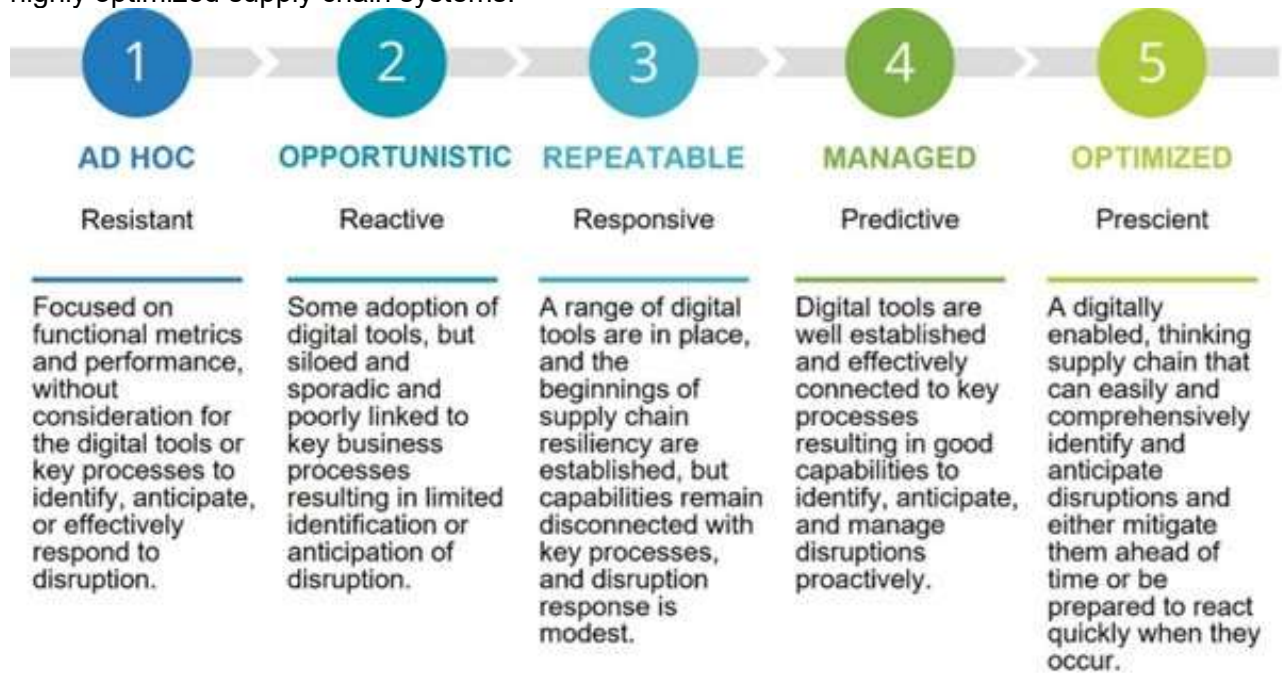 highly optimized supply chain systems.
1
2
3
4
5
AD HOC
OPPORTUNISTIC
REPEATABLE
MANAGED
OPTIMIZED
Resistant
Reactive
Responsive
Predictive
Prescient
Focused on
functional metrics
and performance,
without
consideration for
the digital tools or
key processes to
identify, anticipate,
or effectively
respond to
disruption.
Some adoption of
digital tools, but
siloed and
sporadic and
poorly linked to
key business
processes
resulting in limited
identification or
anticipation of
disruption.
A range of digital
tools are in place,
and the
beginnings of
supply chain
resiliency are
established, but
capabilities remain
disconnected with
key processes,
and disruption
response is
modest.
Digital tools are
well established
and effectively
connected to key
processes
resulting in good
capabilities to
identify, anticipate,
and manage
disruptions
proactively.
A digitally
enabled, thinking
supply chain that
can easily and
comprehensively
identify and
anticipate
disruptions and
either mitigate
them ahead of
time or be
prepared to react
quickly when they
occur.